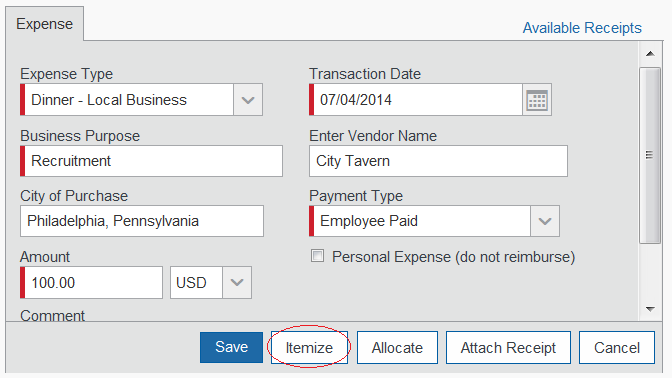 Expense
Available Receipts
Expense Type
Transaction Date
Dinner - Local Business
07/04/2014
Business Purpose
Enter Vendor Name
Recruitment
City Tavern
City of Purchase
Payment Type
Philadelphia, Pennsylvania
Employee Paid
Amount
Personal Expense (do not reimburse)
100.00
USD
Comment
Save
Itemize
Allocate
Attach Receipt
Cancel